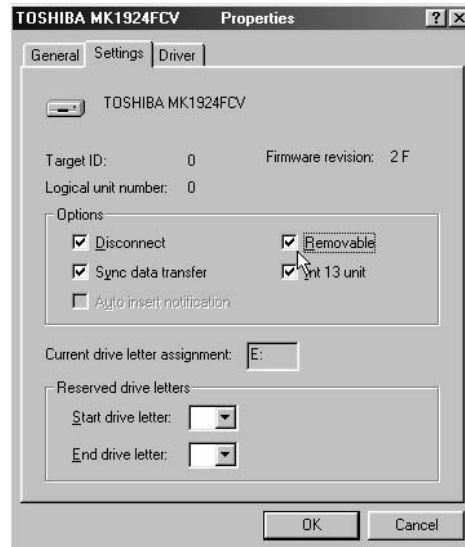 TOSHIBA MK1924FCV Properties ? X
General Settings Driver
TOSHIBA MK1924FCV
Target ID: 0 Firmware revision: 2 F
Logical unit number: 0
Options
Disconnect Removable
Sync data transfer Int 13 unit
Auto insert notification
Current drive letter assignment: E:
Reserved drive letters
Start drive letter:
End drive letter:
OK Cancel